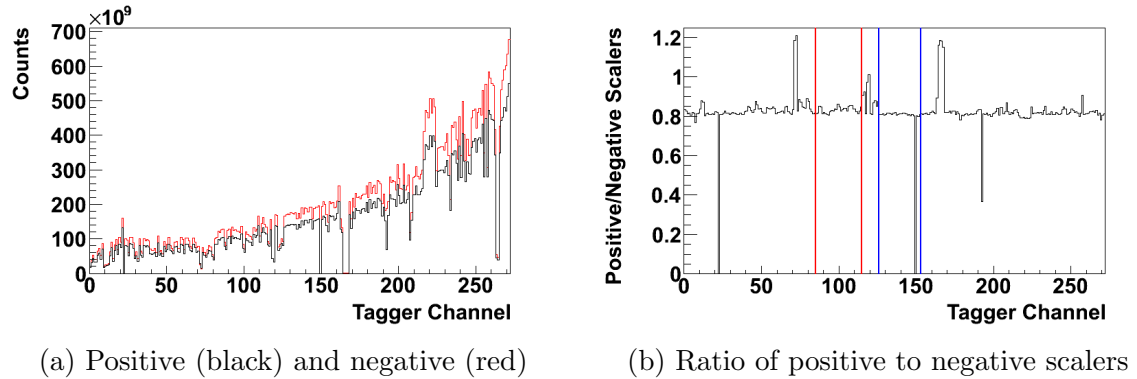 ×10⁹
700
600
500
400
300
200
100
0
0 50 100 150 200 250
Counts
Tagger Channel
(a) Positive (black) and negative (red)
1.2
1
0.8
0.6
0.4
0.2
0
0 50 100 150 200 250
Positive/Negative Scalers
Tagger Channel
(b) Ratio of positive to negative scalers